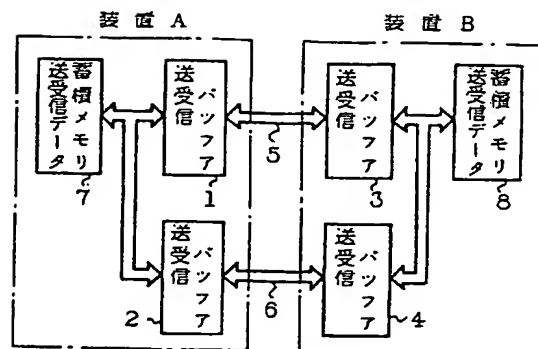 装置A
装置B
送受信データ
蓄積メモリ
7
送受信
バッファ
1
5
送受信
バッファ
3
送受信データ
蓄積メモリ
8
送受信
バッファ
2
6
送受信
バッファ
4